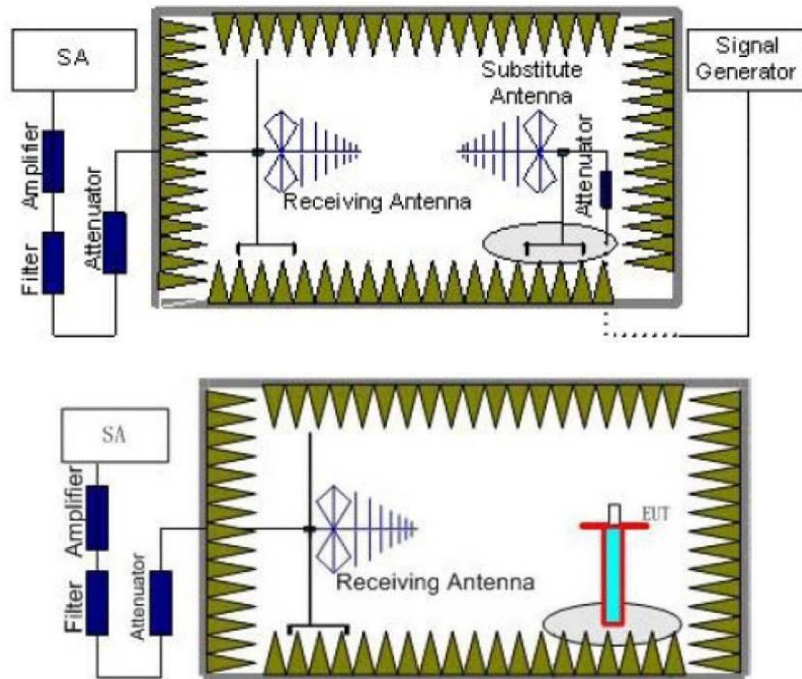 SA
Signal
Generator
Substitute
Antenna
Amplifier
Attenuator
Attenuator
Receiving Antenna
Filter
SA
Amplifier
EUT
Receiving Antenna
Filter
Attenuator